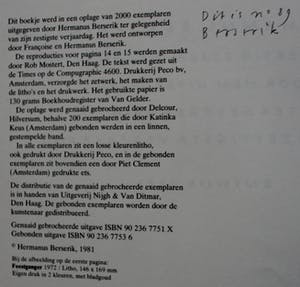 Dit boekje werd in een oplage van 2000 exemplaren
uitgegeven door Hermanus Berserik ter gelegenheid
van zijn zestigste verjaardag. Het werd ontworpen
door Françoise en Hermanus Berserik.
De reproducties voor pagina 14 en 15 werden gemaakt
door Rob Mostert, Den Haag. De tekst werd gezet uit
de Times op de Compugraphic 4600. Drukkerij Peco bv,
Amsterdam, verzorgde het zetwerk, het maken van
de litho's en het drukwerk. Het gebruikte papier is
130 grams Boekhoudregister van Van Gelder.
De oplage werd genaaid gebrocheerd door Delcour,
Hilversum, behalve 200 exemplaren die door Katinka
Keus (Amsterdam) gebonden werden in een linnen,
gestempelde band.
In alle exemplaren zit een losse kleurenlitho,
ook gedrukt door Drukkerij Peco, en in de gebonden
exemplaren zit bovendien een door Piet Clement
(Amsterdam) gedrukte ets.
De distributie van de genaaid gebrocheerde exemplaren
is in handen van Uitgeverij Nijgh & Van Ditmar,
Den Haag. De gebonden exemplaren worden door de
kunstenaar gedistribueerd.
Genaaid gebrocheerde uitgave ISBN 90 236 7751 X
Gebonden uitgave ISBN 90 236 7753 6
© Hermanus Berserik, 1981
Bij de afbeelding op de eerste pagina:
Feestganger 1972 / Litho, 146 x 169 mm
Eigen druk in 2 kleuren, met bladgoud
Dit is no 89
Berserik